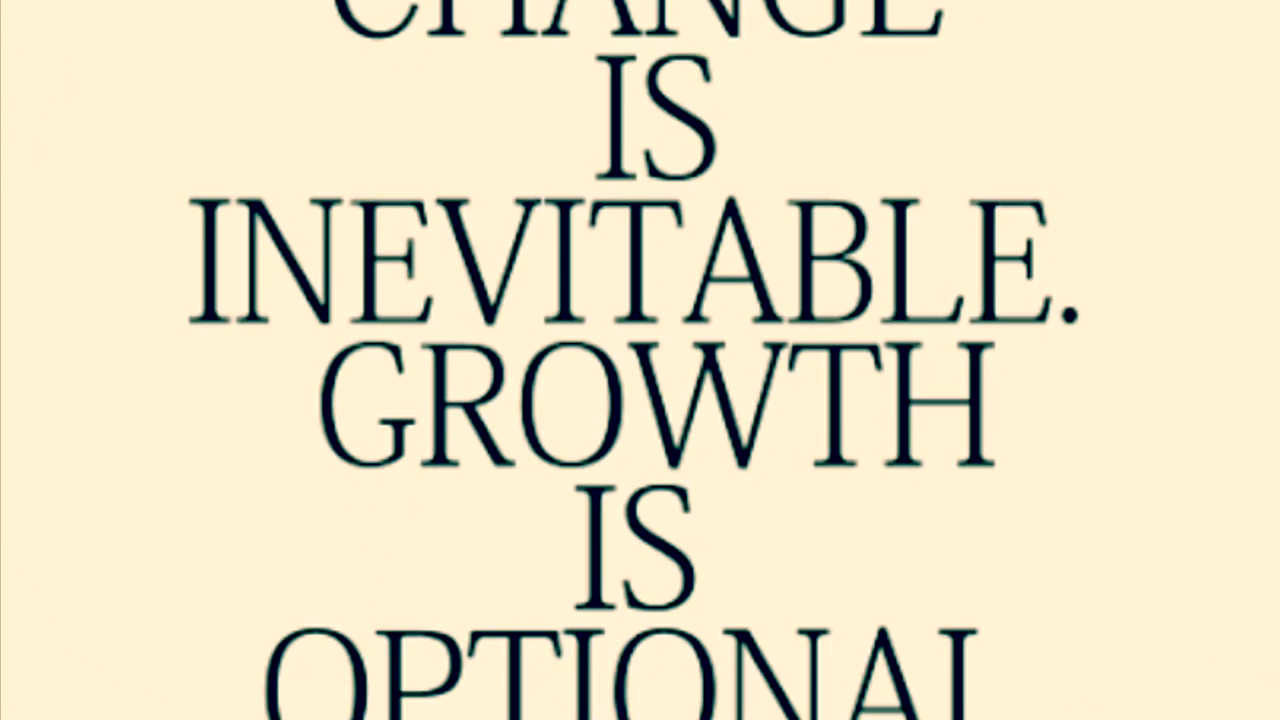 CHANGE
IS
INEVITABLE.
GROWTH
IS
OPTIONAL